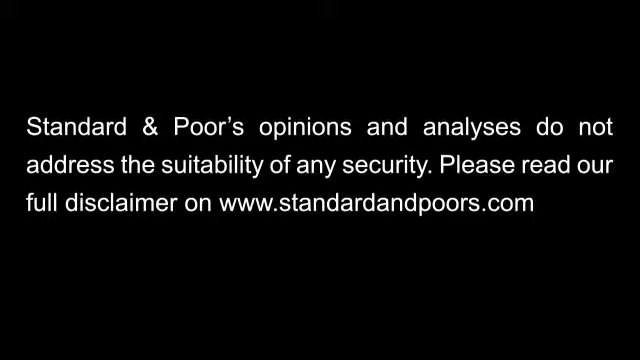 Standard & Poor’s opinions and analyses do not
address the suitability of any security. Please read our
full disclaimer on www.standardandpoors.com